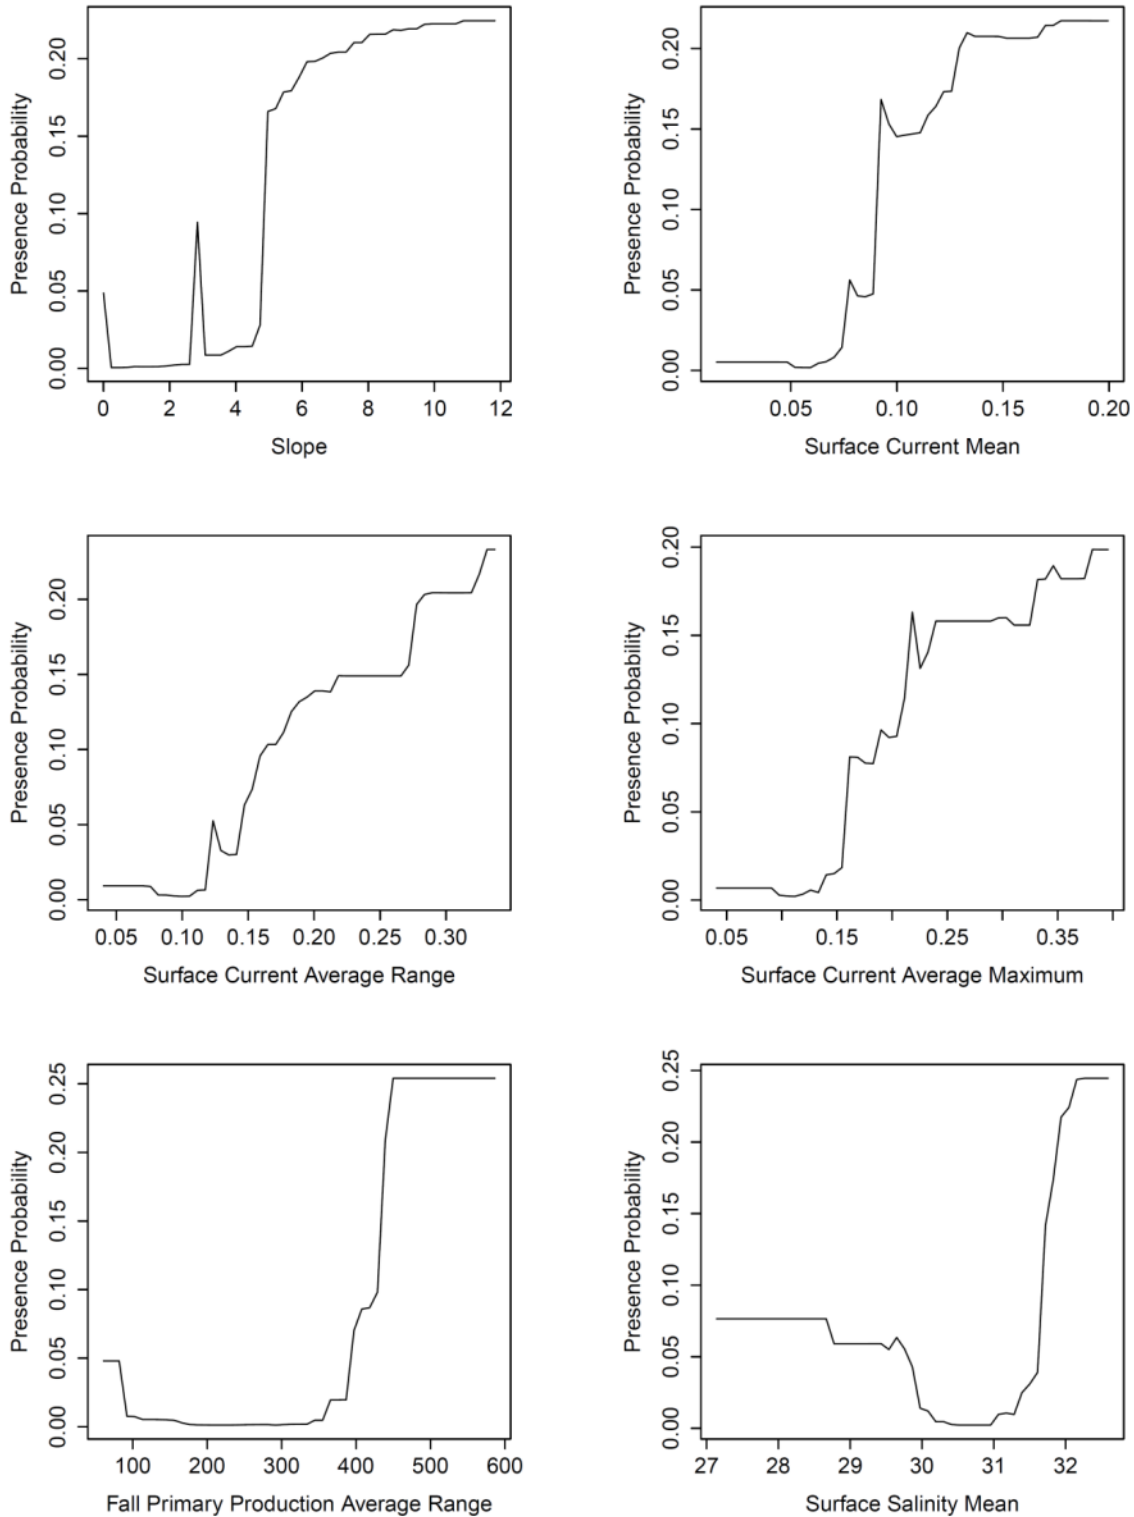 Presence Probability
0.00 0.05 0.10 0.15 0.20
0 2 4 6 8 10 12
Slope
Presence Probability
0.00 0.05 0.10 0.15 0.20
0.05 0.10 0.15 0.20
Surface Current Mean
Presence Probability
0.00 0.05 0.10 0.15 0.20
0.05 0.10 0.15 0.20 0.25 0.30
Surface Current Average Range
Presence Probability
0.00 0.05 0.10 0.15 0.20
0.05 0.15 0.25 0.35
Surface Current Average Maximum
Presence Probability
0.00 0.05 0.10 0.15 0.20 0.25
100 200 300 400 500 600
Fall Primary Production Average Range
Presence Probability
0.00 0.05 0.10 0.15 0.20 0.25
27 28 29 30 31 32
Surface Salinity Mean